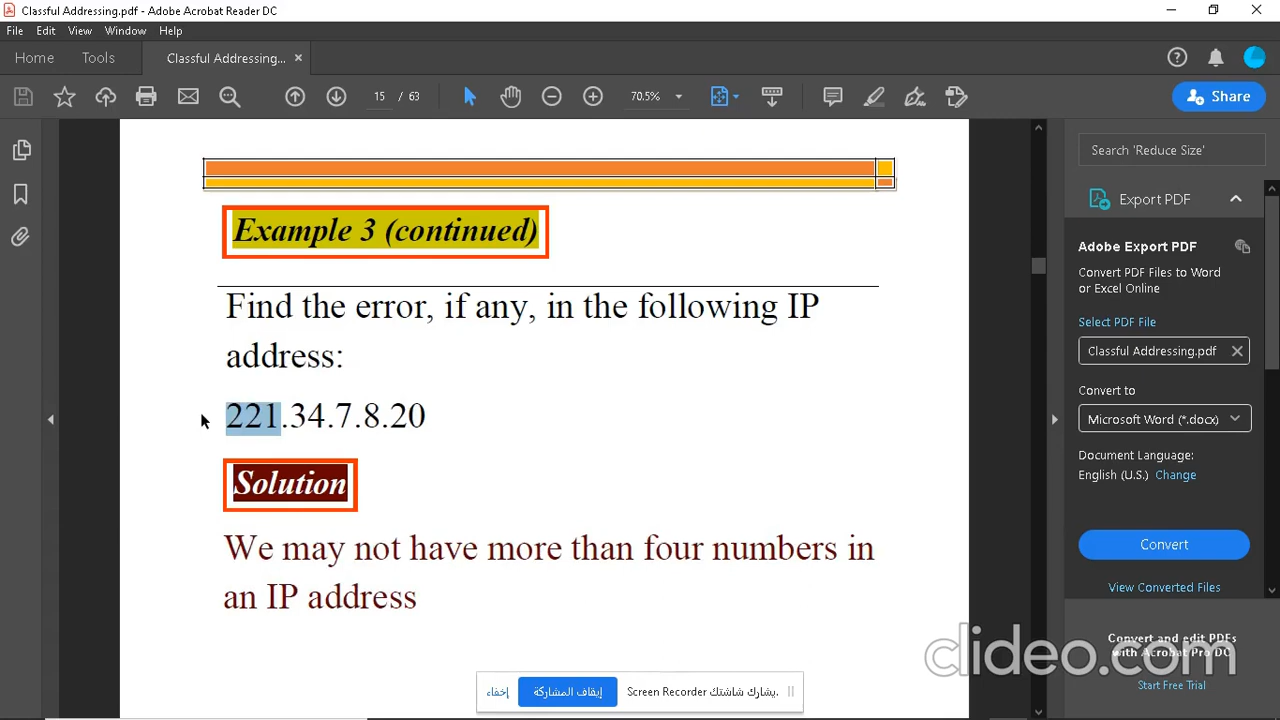 Classful Addressing.pdf - Adobe Acrobat Reader DC
File Edit View Window Help
Home Tools Classful Addressing... ×
15 / 63 70.5% Share
Search 'Reduce Size'
Export PDF
Adobe Export PDF
Convert PDF Files to Word
or Excel Online
Select PDF File
Classful Addressing.pdf
Convert to
Microsoft Word (*.docx)
Document Language:
English (U.S.) Change
Convert
View Converted Files
Convert and edit PDFs
with Acrobat Pro DC
Start Free Trial
Example 3 (continued)
Find the error, if any, in the following IP
address:
221.34.7.8.20
Solution
We may not have more than four numbers in
an IP address
clideo.com
يشارك شاشتك Screen Recorder. إيقاف المشاركة إخفاء